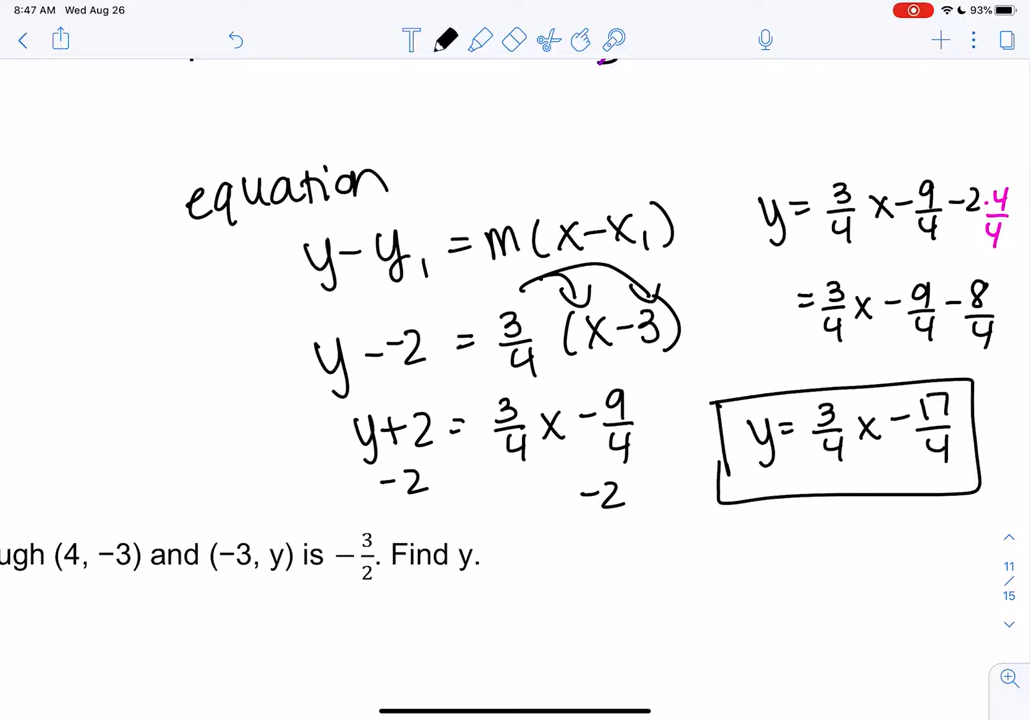 8:47 AM Wed Aug 26
93%
T
equation
y - y₁ = m(x - x₁)
y - -2 = 3/4 (x - 3)
y + 2 = 3/4 x - 9/4
-2 -2
y = 3/4 x - 9/4 - 2 · 4/4
= 3/4 x - 9/4 - 8/4
y = 3/4 x - 17/4
ugh (4, −3) and (−3, y) is −3/2. Find y.
11
/
15